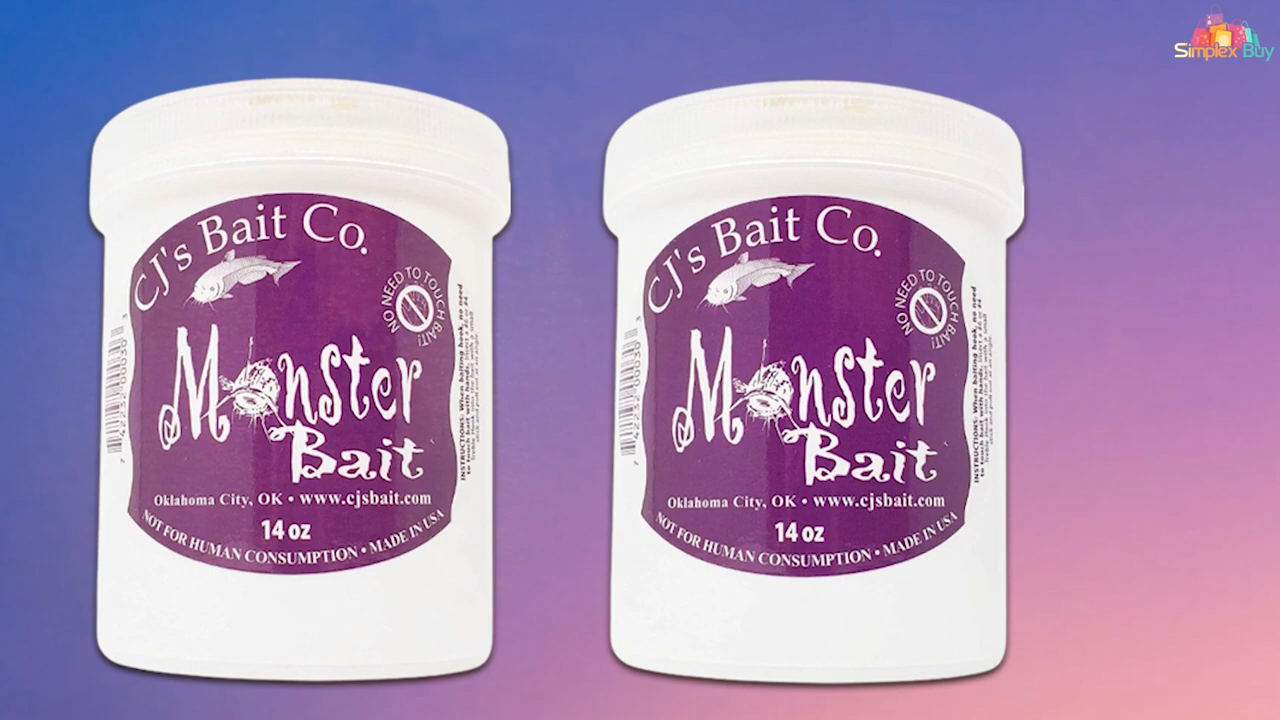 Simplex Buy
CJ's Bait Co.
NO NEED TO TOUCH BAIT!
Monster
Bait
Oklahoma City, OK • www.cjsbait.com
14 oz
NOT FOR HUMAN CONSUMPTION • MADE IN USA
INSTRUCTIONS: When baiting hook, no need
to touch bait with hands.
CJ's Bait Co.
NO NEED TO TOUCH BAIT!
Monster
Bait
Oklahoma City, OK • www.cjsbait.com
14 oz
NOT FOR HUMAN CONSUMPTION • MADE IN USA
INSTRUCTIONS: When baiting hook, no need
to touch bait with hands.